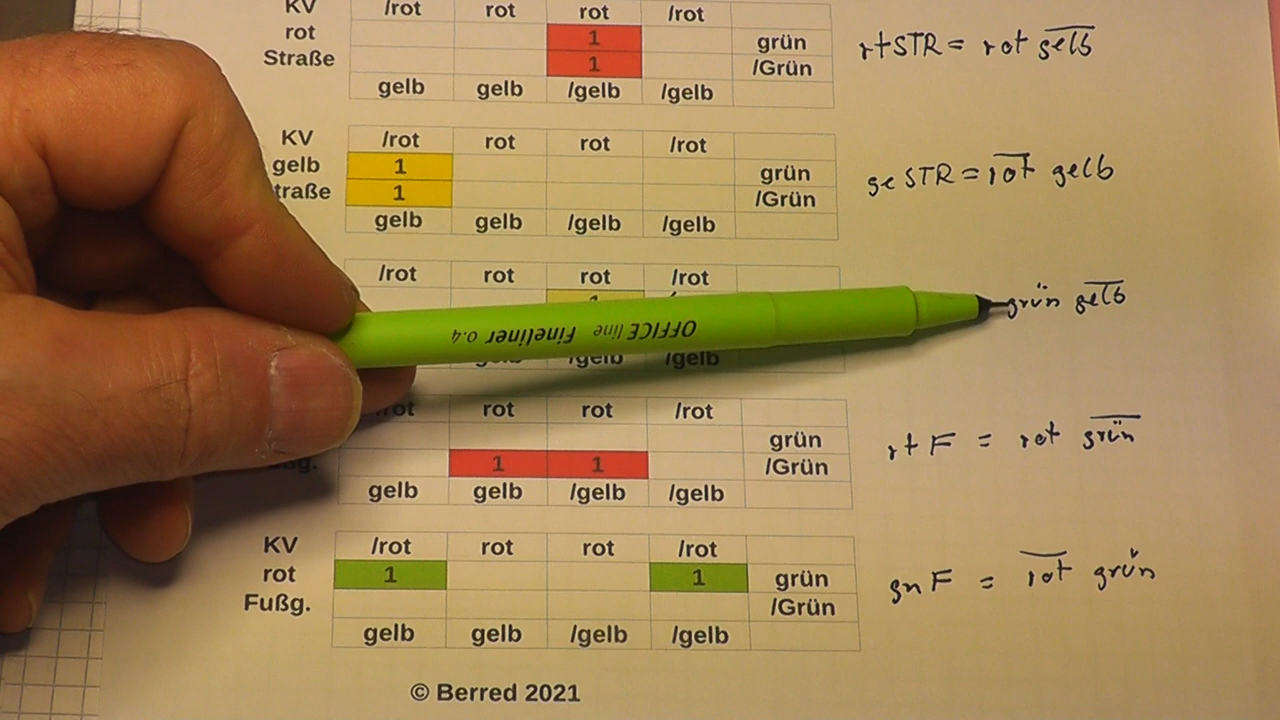 KV /rot rot rot /rot
rot 1 grün rtSTR = rot gelb
Straße 1 /Grün
gelb gelb /gelb /gelb
KV /rot rot rot /rot
gelb 1 grün geSTR = rot gelb
traße 1 /Grün
gelb gelb /gelb /gelb
/rot rot rot /rot
grün gelb
OFFICE line Fineliner 0.4
/gelb /gelb
rot rot rot /rot
grün rt F = rot grün
1 1 /Grün
gelb gelb /gelb /gelb
KV /rot rot rot /rot
rot 1 1 grün gn F = rot grün
Fußg. /Grün
gelb gelb /gelb /gelb
© Berred 2021